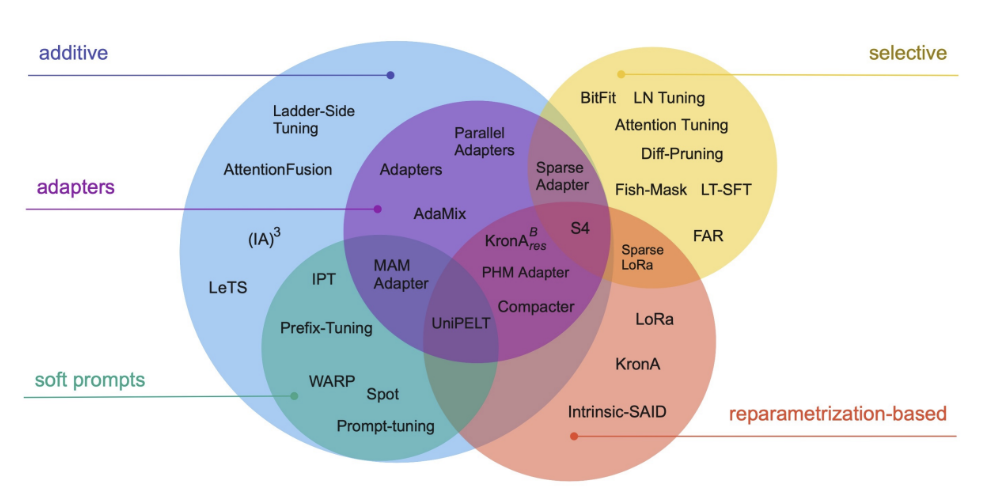 additive
selective
BitFit
LN Tuning
Ladder-Side
Tuning
Attention Tuning
Parallel
Adapters
Diff-Pruning
AttentionFusion
Adapters
Sparse
Adapter
adapters
Fish-Mask
LT-SFT
AdaMix
S4
(IA)³
KronAᴮres
FAR
Sparse
LoRa
MAM
Adapter
PHM Adapter
IPT
LeTS
Compacter
Prefix-Tuning
UniPELT
LoRa
KronA
soft prompts
WARP
Spot
Intrinsic-SAID
reparametrization-based
Prompt-tuning